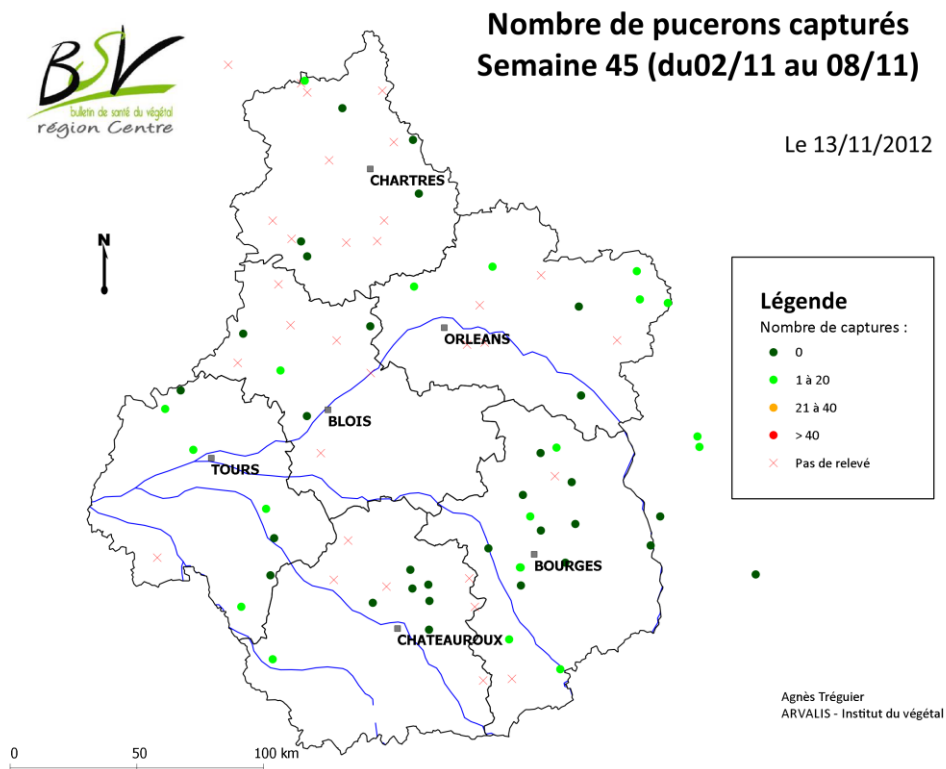 Nombre de pucerons capturés
Semaine 45 (du02/11 au 08/11)
BSV
bulletin de santé du végétal
région Centre
Le 13/11/2012
CHARTRES
N
Légende
Nombre de captures :
0
1 à 20
21 à 40
> 40
Pas de relevé
ORLEANS
BLOIS
TOURS
BOURGES
CHATEAUROUX
Agnès Tréguier
ARVALIS - Institut du végétal
0 50 100 km